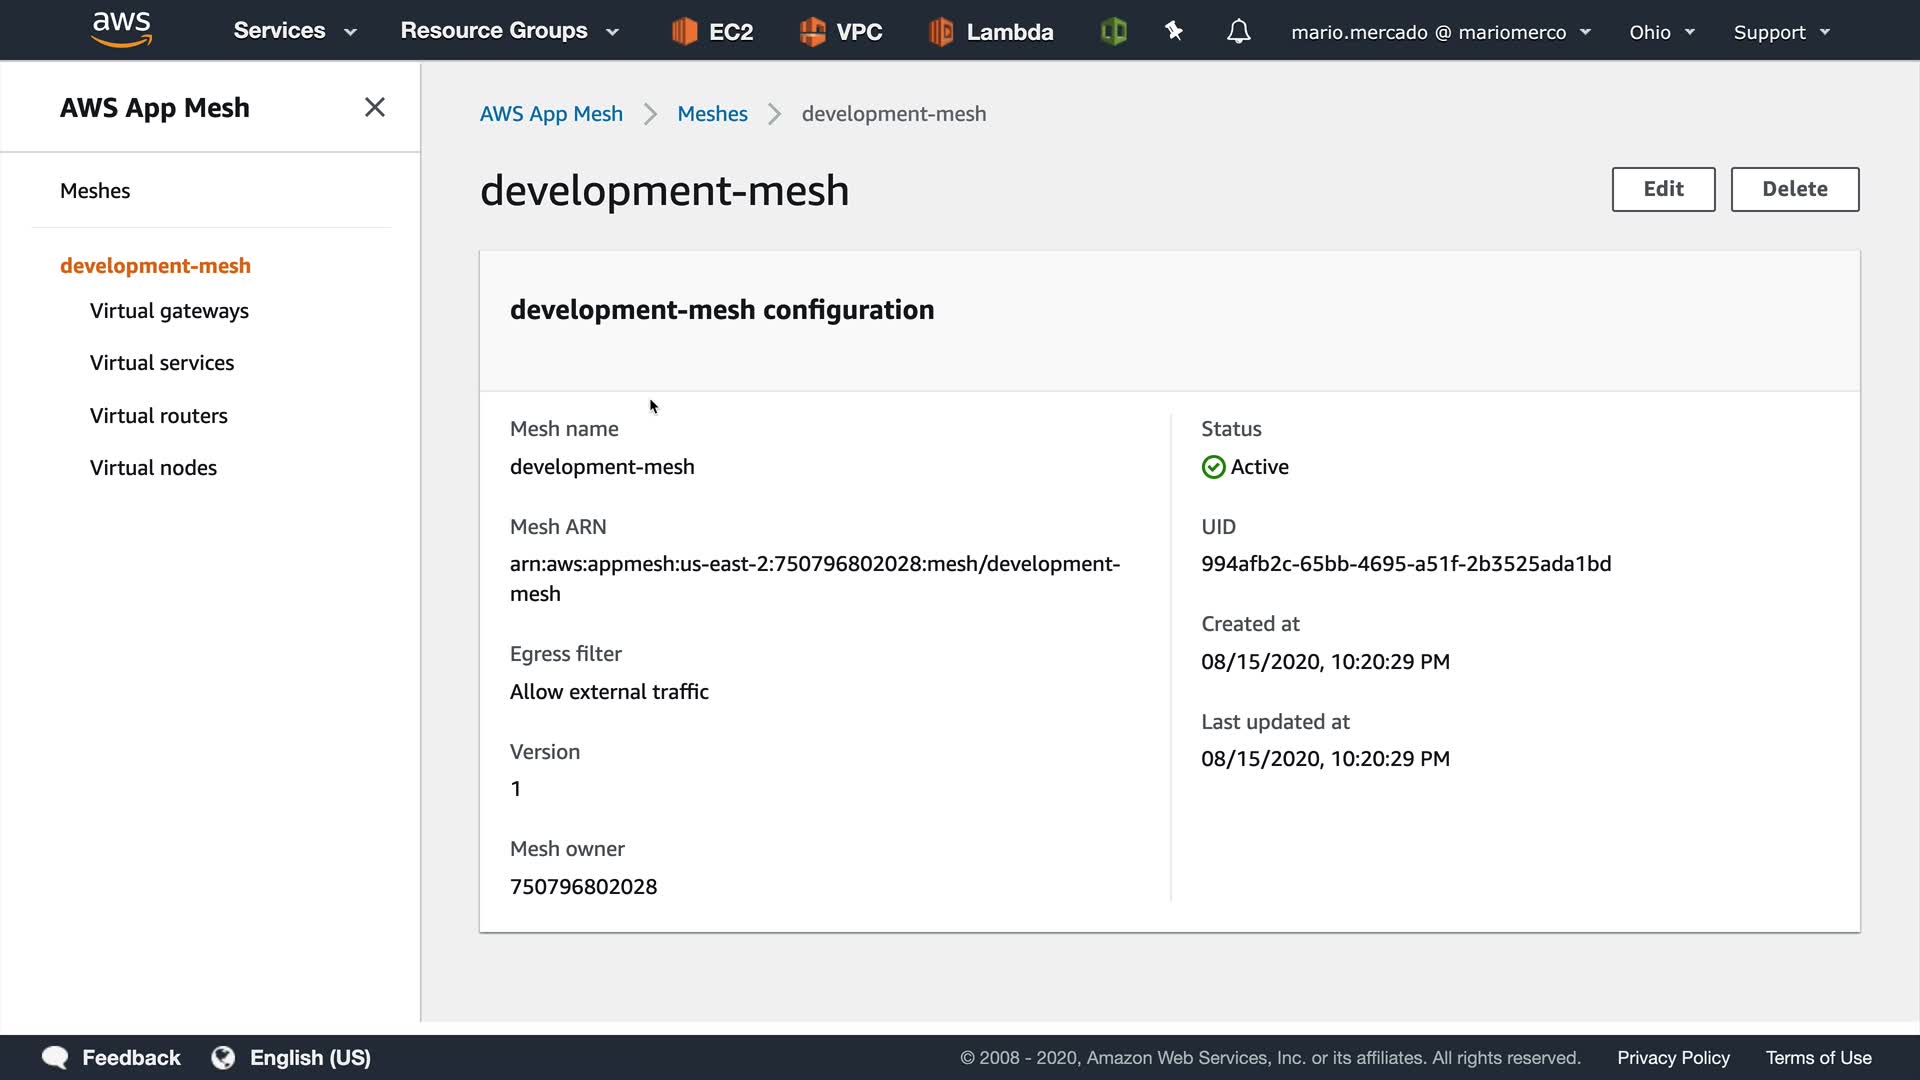 aws
Services
Resource Groups
EC2
VPC
Lambda
mario.mercado @ mariomerco
Ohio
Support
AWS App Mesh
Meshes
development-mesh
Virtual gateways
Virtual services
Virtual routers
Virtual nodes
AWS App Mesh
Meshes
development-mesh
development-mesh
Edit
Delete
development-mesh configuration
Mesh name
development-mesh
Mesh ARN
arn:aws:appmesh:us-east-2:750796802028:mesh/development-
mesh
Egress filter
Allow external traffic
Version
1
Mesh owner
750796802028
Status
Active
UID
994afb2c-65bb-4695-a51f-2b3525ada1bd
Created at
08/15/2020, 10:20:29 PM
Last updated at
08/15/2020, 10:20:29 PM
Feedback
English (US)
© 2008 - 2020, Amazon Web Services, Inc. or its affiliates. All rights reserved.
Privacy Policy
Terms of Use